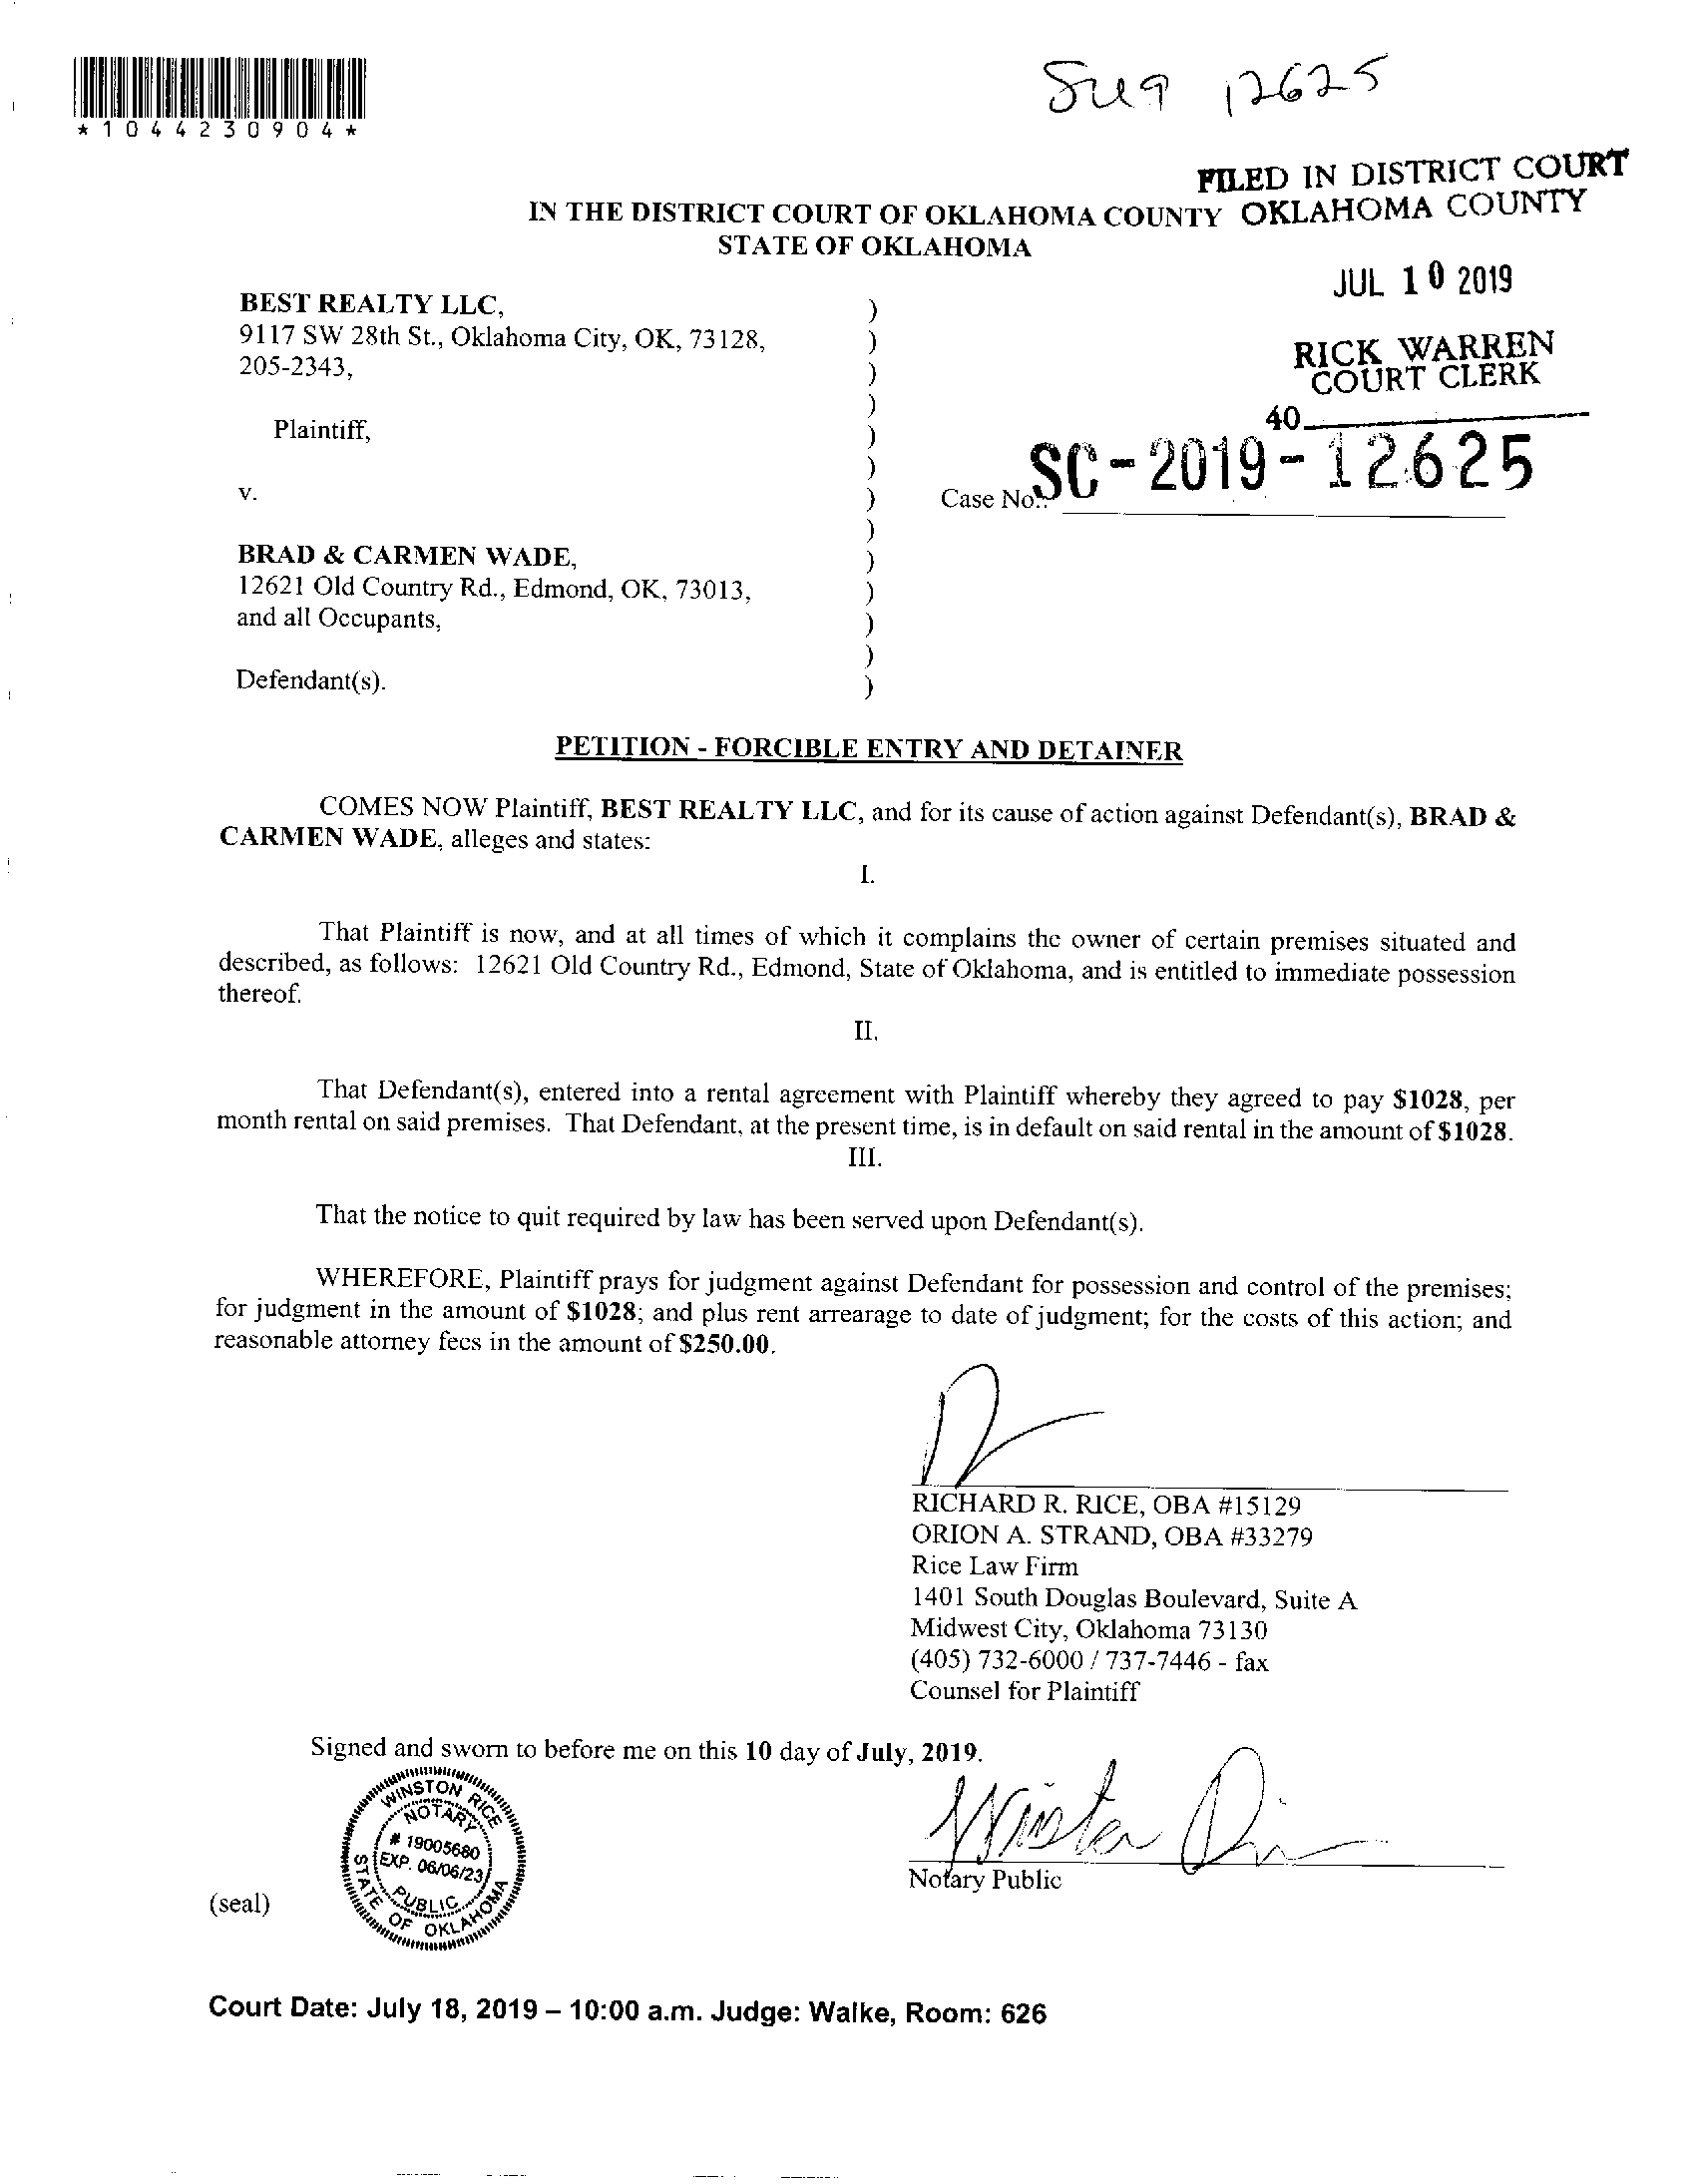 *1044230904*
12625
FILED IN DISTRICT COURT
OKLAHOMA COUNTY
IN THE DISTRICT COURT OF OKLAHOMA COUNTY
STATE OF OKLAHOMA
JUL 10 2019
RICK WARREN
COURT CLERK
40
BEST REALTY LLC,
9117 SW 28th St., Oklahoma City, OK, 73128,
205-2343,
Plaintiff,
v.
Case No.: SC-2019-12625
BRAD & CARMEN WADE,
12621 Old Country Rd., Edmond, OK, 73013,
and all Occupants,
Defendant(s).
PETITION - FORCIBLE ENTRY AND DETAINER
COMES NOW Plaintiff, BEST REALTY LLC, and for its cause of action against Defendant(s), BRAD &
CARMEN WADE, alleges and states:
I.
That Plaintiff is now, and at all times of which it complains the owner of certain premises situated and
described, as follows: 12621 Old Country Rd., Edmond, State of Oklahoma, and is entitled to immediate possession
thereof.
II.
That Defendant(s), entered into a rental agreement with Plaintiff whereby they agreed to pay $1028, per
month rental on said premises. That Defendant, at the present time, is in default on said rental in the amount of $1028.
III.
That the notice to quit required by law has been served upon Defendant(s).
WHEREFORE, Plaintiff prays for judgment against Defendant for possession and control of the premises;
for judgment in the amount of $1028; and plus rent arrearage to date of judgment; for the costs of this action; and
reasonable attorney fees in the amount of $250.00.
RICHARD R. RICE, OBA #15129
ORION A. STRAND, OBA #33279
Rice Law Firm
1401 South Douglas Boulevard, Suite A
Midwest City, Oklahoma 73130
(405) 732-6000 / 737-7446 - fax
Counsel for Plaintiff
Signed and sworn to before me on this 10 day of July, 2019.
WINSTON RICE
NOTARY
# 19005680
EXP. 06/06/23
PUBLIC
STATE OF OKLAHOMA
Notary Public
(seal)
Court Date: July 18, 2019 – 10:00 a.m. Judge: Walke, Room: 626